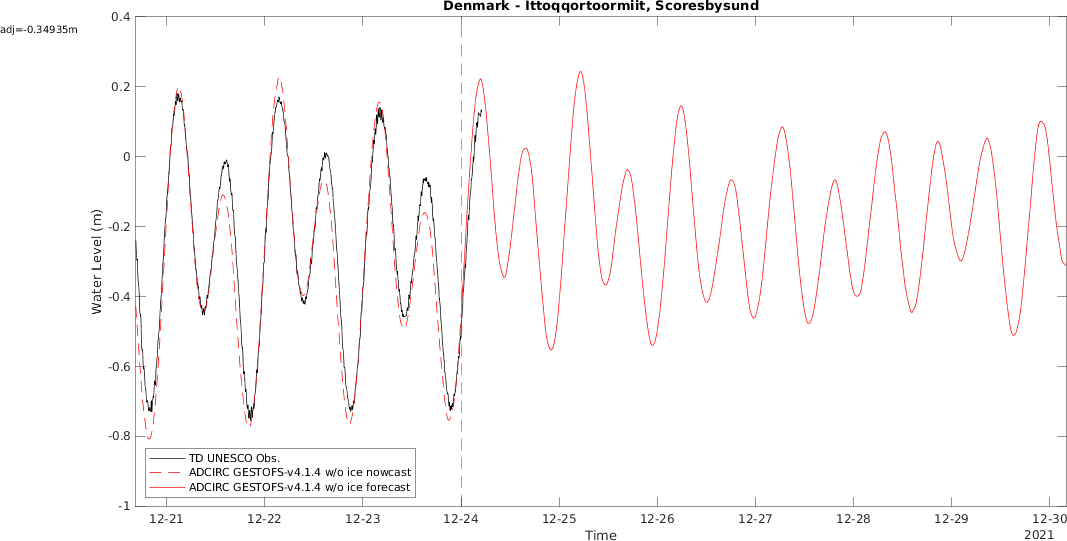 Denmark - Ittoqqortoormiit, Scoresbysund
adj=-0.34935m
0.4
0.2
0
-0.2
-0.4
-0.6
-0.8
-1
Water Level (m)
TD UNESCO Obs.
ADCIRC GESTOFS-v4.1.4 w/o ice nowcast
ADCIRC GESTOFS-v4.1.4 w/o ice forecast
12-21 12-22 12-23 12-24 12-25 12-26 12-27 12-28 12-29 12-30
Time
2021